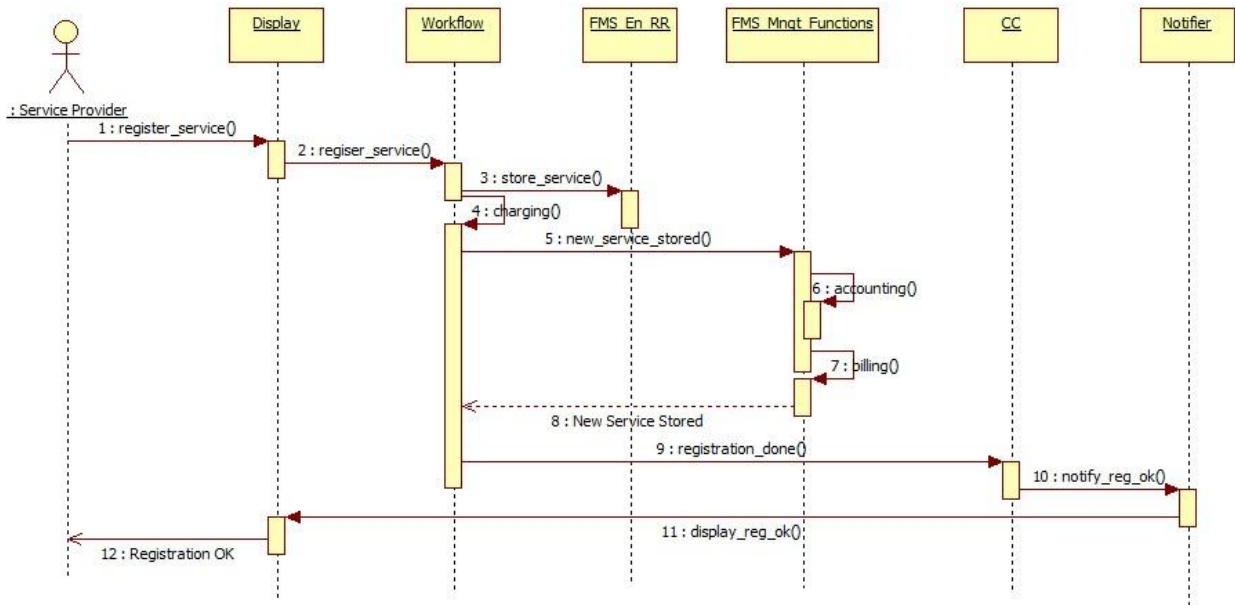 Display
Workflow
FMS_En_RR
FMS_Mngt_Functions
CC
Notifier
: Service Provider
1 : register_service()
2 : regiser_service()
3 : store_service()
4 : charging()
5 : new_service_stored()
6 : accounting()
7 : billing()
8 : New Service Stored
9 : registration_done()
10 : notify_reg_ok()
11 : display_reg_ok()
12 : Registration OK